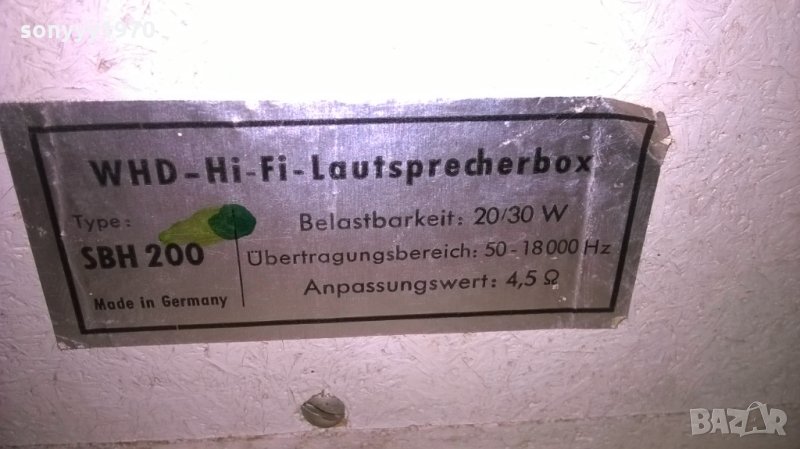 WHD-Hi-Fi-Lautsprecherbox
Type:
SBH 200
Made in Germany
Belastbarkeit: 20/30 W
Übertragungsbereich: 50-18000 Hz
Anpassungswert: 4,5 Ω
BAZAR